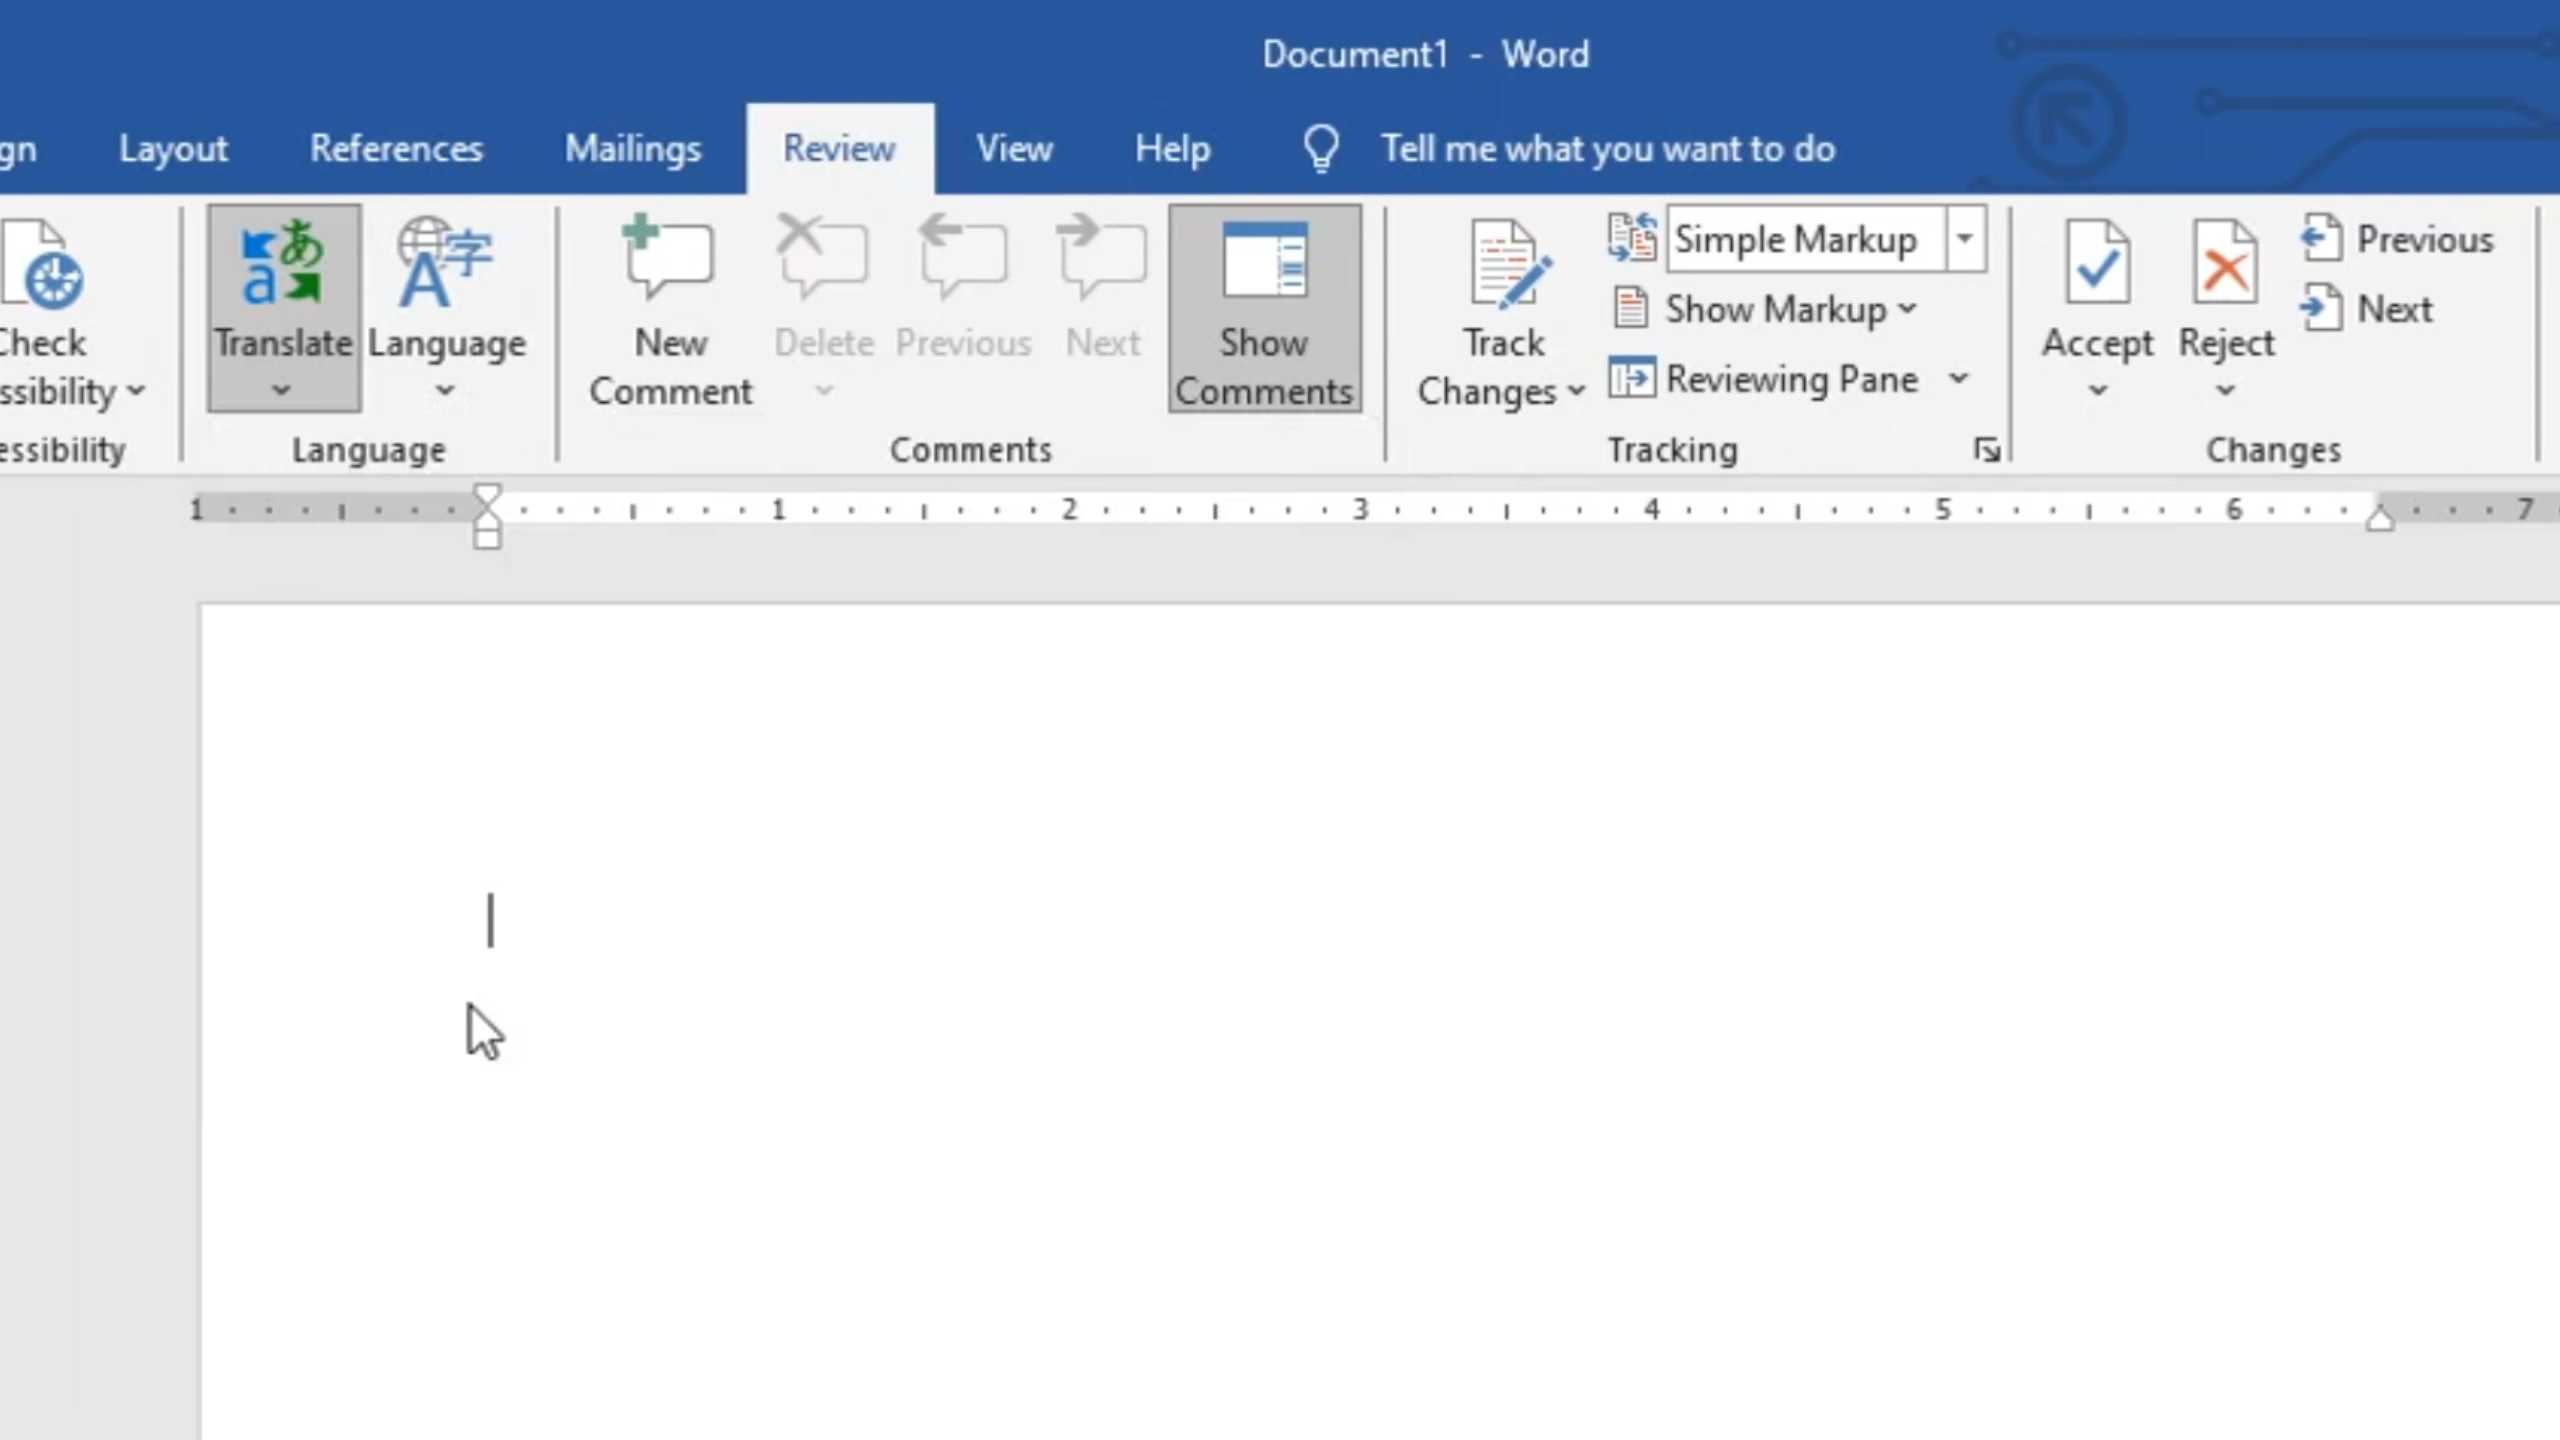 Document1 - Word
gn Layout References Mailings Review View Help Tell me what you want to do
Check
ssibility
essibility
Translate
Language
Language
New
Comment
Delete
Previous
Next
Show
Comments
Comments
Track
Changes
Simple Markup
Show Markup
Reviewing Pane
Tracking
Accept
Reject
Previous
Next
Changes
1 1 2 3 4 5 6 7